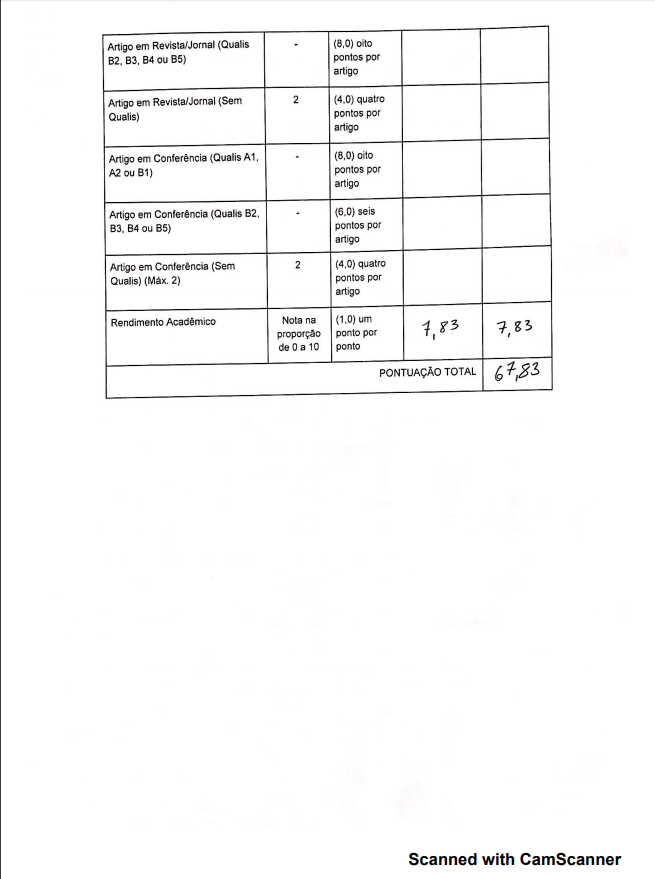 Artigo em Revista/Jornal (Qualis
B2, B3, B4 ou B5)
-
(8,0) oito
pontos por
artigo
Artigo em Revista/Jornal (Sem
Qualis)
2
(4,0) quatro
pontos por
artigo
Artigo em Conferência (Qualis A1,
A2 ou B1)
-
(8,0) oito
pontos por
artigo
Artigo em Conferência (Qualis B2,
B3, B4 ou B5)
-
(6,0) seis
pontos por
artigo
Artigo em Conferência (Sem
Qualis) (Máx. 2)
2
(4,0) quatro
pontos por
artigo
Rendimento Acadêmico
Nota na
proporção
de 0 a 10
(1,0) um
ponto por
ponto
7,83
7,83
PONTUAÇÃO TOTAL
67,83
Scanned with CamScanner